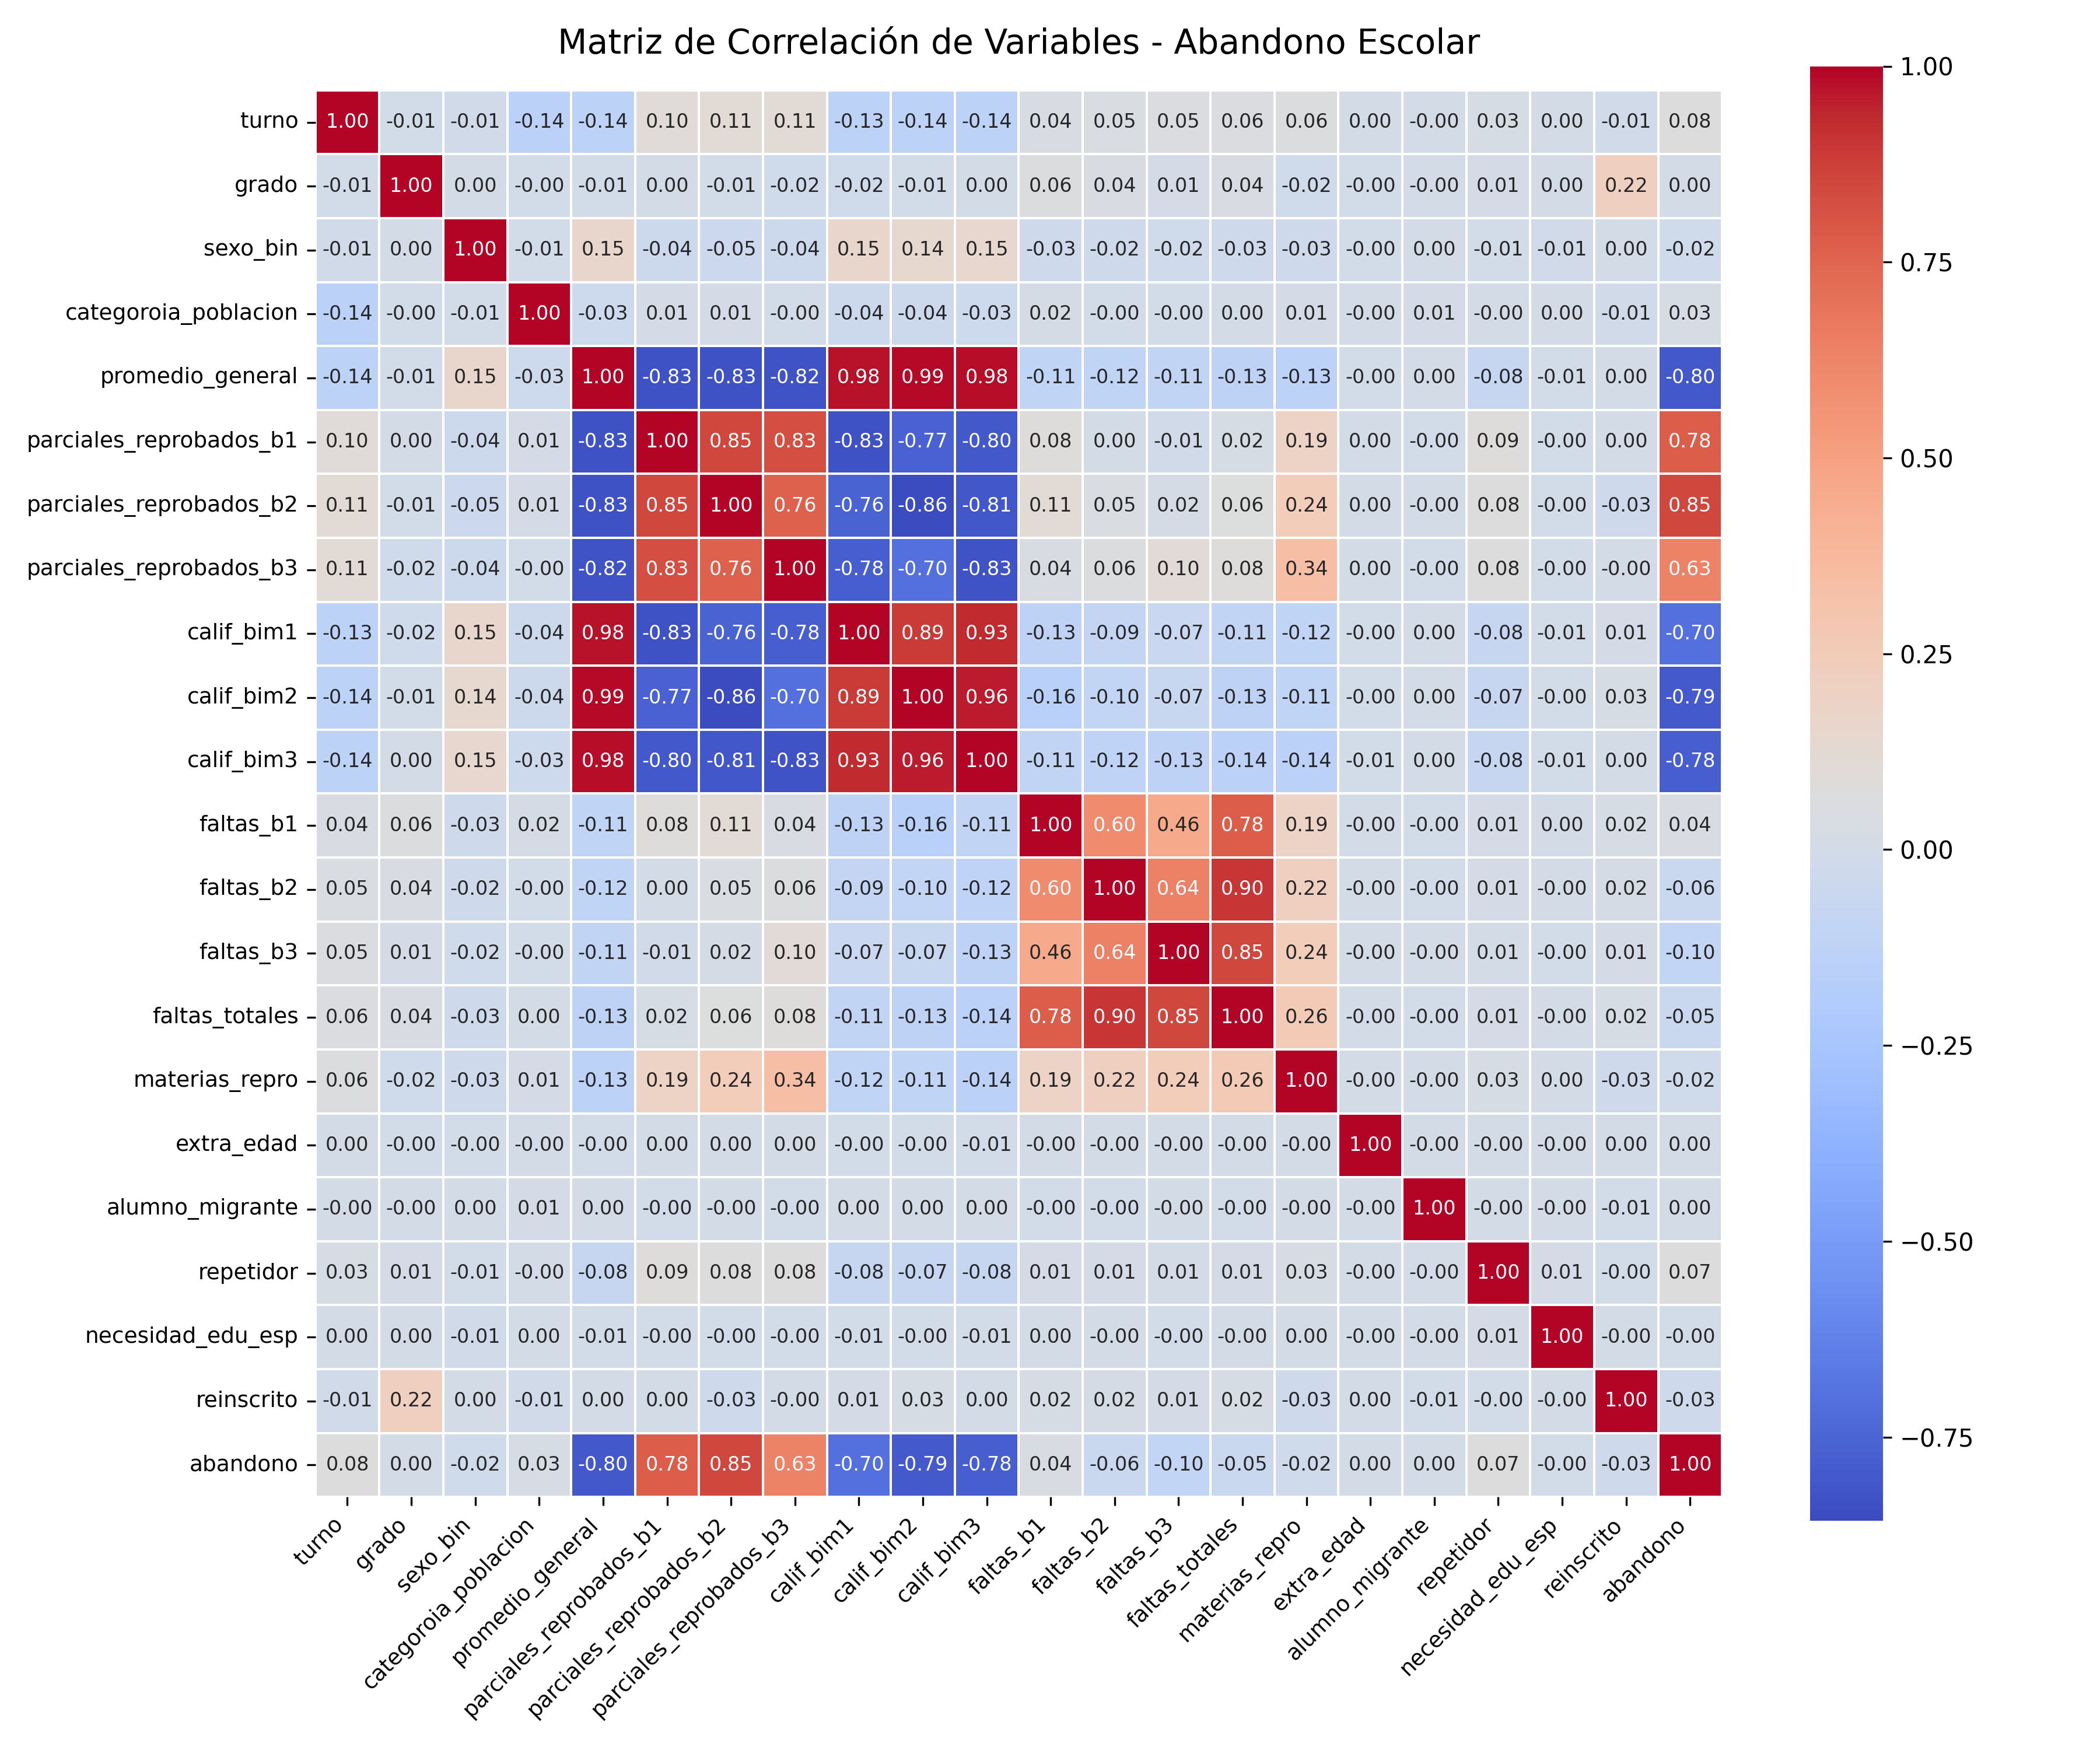 Matriz de Correlación de Variables - Abandono Escolar
turno 1.00 -0.01 -0.01 -0.14 -0.14 0.10 0.11 0.11 -0.13 -0.14 -0.14 0.04 0.05 0.05 0.06 0.06 0.00 -0.00 0.03 0.00 -0.01 0.08
grado -0.01 1.00 0.00 -0.00 -0.01 0.00 -0.01 -0.02 -0.02 -0.01 0.00 0.06 0.04 0.01 0.04 -0.02 -0.00 -0.00 0.01 0.00 0.22 0.00
sexo_bin -0.01 0.00 1.00 -0.01 0.15 -0.04 -0.05 -0.04 0.15 0.14 0.15 -0.03 -0.02 -0.02 -0.03 -0.03 -0.00 0.00 -0.01 -0.01 0.00 -0.02
categoroia_poblacion -0.14 -0.00 -0.01 1.00 -0.03 0.01 0.01 -0.00 -0.04 -0.04 -0.03 0.02 -0.00 -0.00 0.00 0.01 -0.00 0.01 -0.00 0.00 -0.01 0.03
promedio_general -0.14 -0.01 0.15 -0.03 1.00 -0.83 -0.83 -0.82 0.98 0.99 0.98 -0.11 -0.12 -0.11 -0.13 -0.13 -0.00 0.00 -0.08 -0.01 0.00 -0.80
parciales_reprobados_b1 0.10 0.00 -0.04 0.01 -0.83 1.00 0.85 0.83 -0.83 -0.77 -0.80 0.08 0.00 -0.01 0.02 0.19 0.00 -0.00 0.09 -0.00 0.00 0.78
parciales_reprobados_b2 0.11 -0.01 -0.05 0.01 -0.83 0.85 1.00 0.76 -0.76 -0.86 -0.81 0.11 0.05 0.02 0.06 0.24 0.00 -0.00 0.08 -0.00 -0.03 0.85
parciales_reprobados_b3 0.11 -0.02 -0.04 -0.00 -0.82 0.83 0.76 1.00 -0.78 -0.70 -0.83 0.04 0.06 0.10 0.08 0.34 0.00 -0.00 0.08 -0.00 -0.00 0.63
calif_bim1 -0.13 -0.02 0.15 -0.04 0.98 -0.83 -0.76 -0.78 1.00 0.89 0.93 -0.13 -0.09 -0.07 -0.11 -0.12 -0.00 0.00 -0.08 -0.01 0.01 -0.70
calif_bim2 -0.14 -0.01 0.14 -0.04 0.99 -0.77 -0.86 -0.70 0.89 1.00 0.96 -0.16 -0.10 -0.07 -0.13 -0.11 -0.00 0.00 -0.07 -0.00 0.03 -0.79
calif_bim3 -0.14 0.00 0.15 -0.03 0.98 -0.80 -0.81 -0.83 0.93 0.96 1.00 -0.11 -0.12 -0.13 -0.14 -0.14 -0.01 0.00 -0.08 -0.01 0.00 -0.78
faltas_b1 0.04 0.06 -0.03 0.02 -0.11 0.08 0.11 0.04 -0.13 -0.16 -0.11 1.00 0.60 0.46 0.78 0.19 -0.00 -0.00 0.01 0.00 0.02 0.04
faltas_b2 0.05 0.04 -0.02 -0.00 -0.12 0.00 0.05 0.06 -0.09 -0.10 -0.12 0.60 1.00 0.64 0.90 0.22 -0.00 -0.00 0.01 -0.00 0.02 -0.06
faltas_b3 0.05 0.01 -0.02 -0.00 -0.11 -0.01 0.02 0.10 -0.07 -0.07 -0.13 0.46 0.64 1.00 0.85 0.24 -0.00 -0.00 0.01 -0.00 0.01 -0.10
faltas_totales 0.06 0.04 -0.03 0.00 -0.13 0.02 0.06 0.08 -0.11 -0.13 -0.14 0.78 0.90 0.85 1.00 0.26 -0.00 -0.00 0.01 -0.00 0.02 -0.05
materias_repro 0.06 -0.02 -0.03 0.01 -0.13 0.19 0.24 0.34 -0.12 -0.11 -0.14 0.19 0.22 0.24 0.26 1.00 -0.00 -0.00 0.03 0.00 -0.03 -0.02
extra_edad 0.00 -0.00 -0.00 -0.00 -0.00 0.00 0.00 0.00 -0.00 -0.00 -0.01 -0.00 -0.00 -0.00 -0.00 -0.00 1.00 -0.00 -0.00 -0.00 0.00 0.00
alumno_migrante -0.00 -0.00 0.00 0.01 0.00 -0.00 -0.00 -0.00 0.00 0.00 0.00 -0.00 -0.00 -0.00 -0.00 -0.00 -0.00 1.00 -0.00 -0.00 -0.01 0.00
repetidor 0.03 0.01 -0.01 -0.00 -0.08 0.09 0.08 0.08 -0.08 -0.07 -0.08 0.01 0.01 0.01 0.01 0.03 -0.00 -0.00 1.00 0.01 -0.00 0.07
necesidad_edu_esp 0.00 0.00 -0.01 0.00 -0.01 -0.00 -0.00 -0.00 -0.01 -0.00 -0.01 0.00 -0.00 -0.00 -0.00 0.00 -0.00 -0.00 0.01 1.00 -0.00 -0.00
reinscrito -0.01 0.22 0.00 -0.01 0.00 0.00 -0.03 -0.00 0.01 0.03 0.00 0.02 0.02 0.01 0.02 -0.03 0.00 -0.01 -0.00 -0.00 1.00 -0.03
abandono 0.08 0.00 -0.02 0.03 -0.80 0.78 0.85 0.63 -0.70 -0.79 -0.78 0.04 -0.06 -0.10 -0.05 -0.02 0.00 0.00 0.07 -0.00 -0.03 1.00
turno
grado
sexo_bin
categoroia_poblacion
promedio_general
parciales_reprobados_b1
parciales_reprobados_b2
parciales_reprobados_b3
calif_bim1
calif_bim2
calif_bim3
faltas_b1
faltas_b2
faltas_b3
faltas_totales
materias_repro
extra_edad
alumno_migrante
repetidor
necesidad_edu_esp
reinscrito
abandono
1.00
0.75
0.50
0.25
0.00
−0.25
−0.50
−0.75